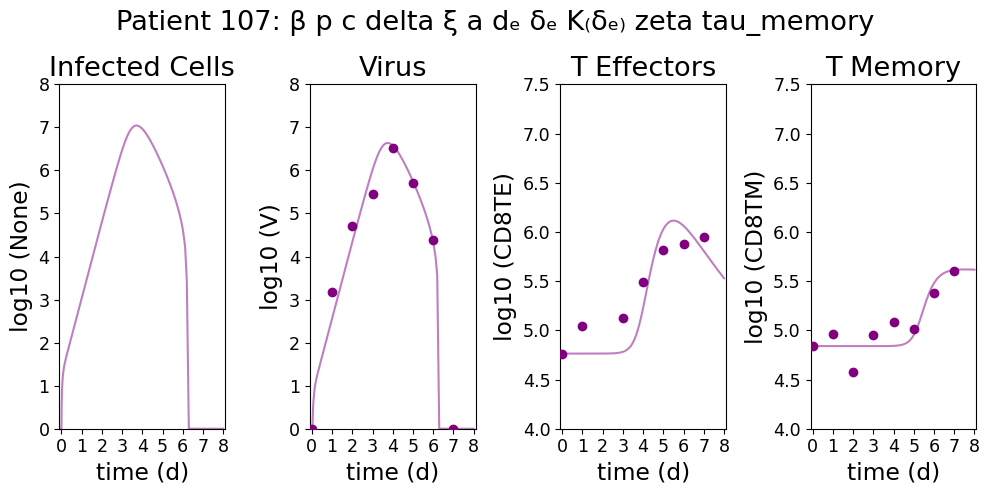 Patient 107: β p c delta ξ a dₑ δₑ K₍δₑ₎ zeta tau_memory
Infected Cells
Virus
T Effectors
T Memory
log10 (None)
8
7
6
5
4
3
2
1
0
0 1 2 3 4 5 6 7 8
time (d)
log10 (V)
8
7
6
5
4
3
2
1
0
0 1 2 3 4 5 6 7 8
time (d)
log10 (CD8TE)
7.5
7.0
6.5
6.0
5.5
5.0
4.5
4.0
0 1 2 3 4 5 6 7 8
time (d)
log10 (CD8TM)
7.5
7.0
6.5
6.0
5.5
5.0
4.5
4.0
0 1 2 3 4 5 6 7 8
time (d)